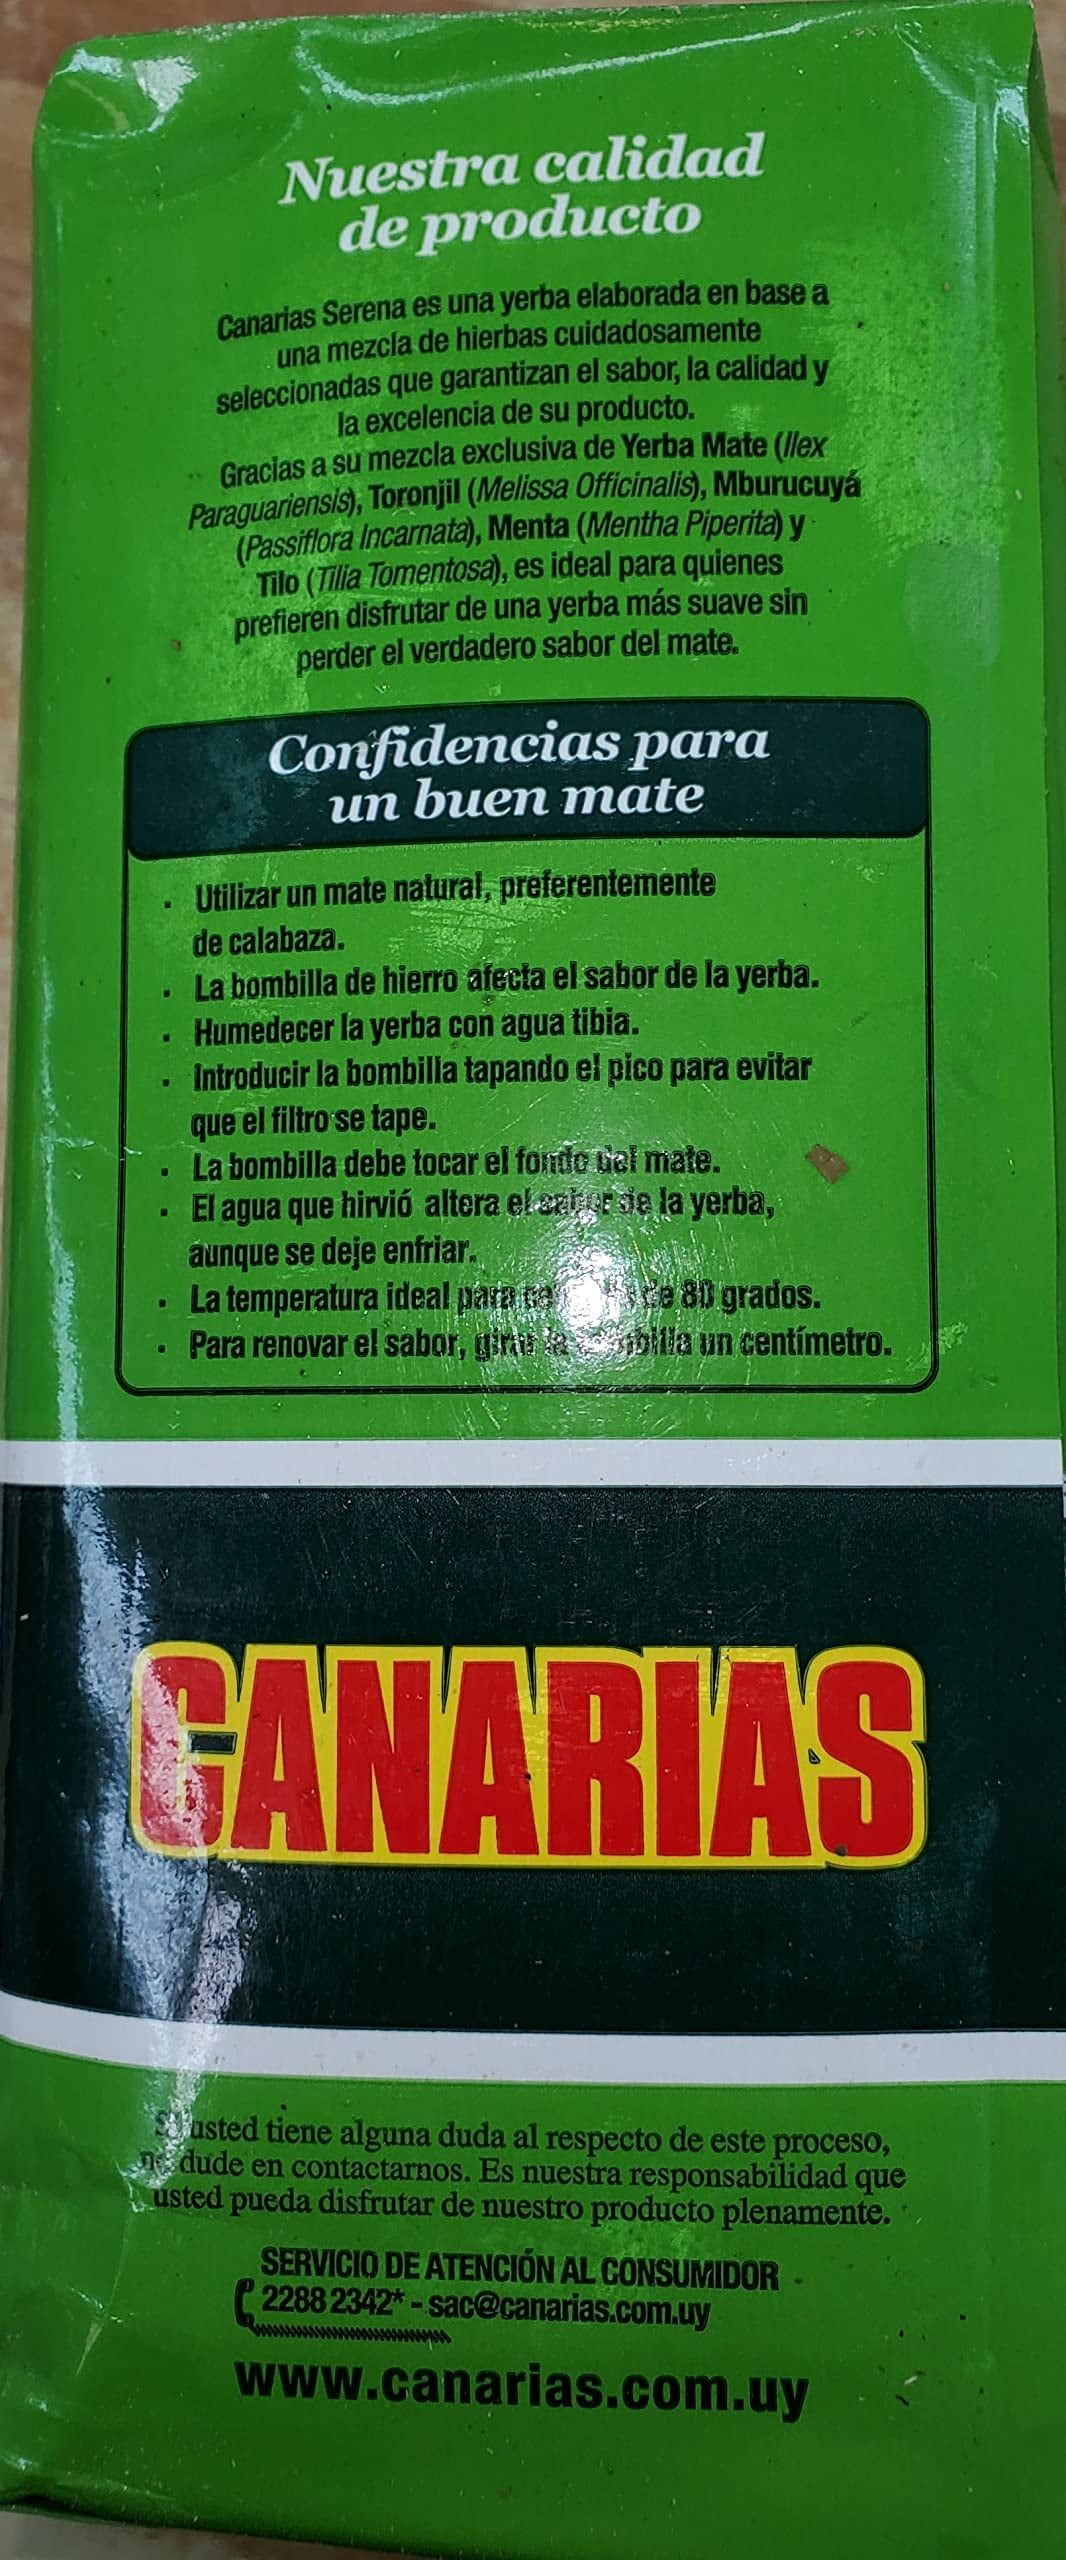 Nuestra calidad
de producto
Canarias Serena es una yerba elaborada en base a
una mezcla de hierbas cuidadosamente
seleccionadas que garantizan el sabor, la calidad y
la excelencia de su producto.
Gracias a su mezcla exclusiva de Yerba Mate (Ilex
Paraguariensis), Toronjil (Melissa Officinalis), Mburucuyá
(Passiflora Incarnata), Menta (Mentha Piperita) y
Tilo (Tilia Tomentosa), es ideal para quienes
prefieren disfrutar de una yerba más suave sin
perder el verdadero sabor del mate.
Confidencias para
un buen mate
· Utilizar un mate natural, preferentemente
de calabaza.
· La bombilla de hierro afecta el sabor de la yerba.
· Humedecer la yerba con agua tibia.
· Introducir la bombilla tapando el pico para evitar
que el filtro se tape.
· La bombilla debe tocar el fondo del mate.
· El agua que hirvió altera el sabor de la yerba,
aunque se deje enfriar.
· La temperatura ideal para de 80 grados.
· Para renovar el sabor, girar la bombilla un centímetro.
CANARIAS
Si usted tiene alguna duda al respecto de este proceso,
no dude en contactarnos. Es nuestra responsabilidad que
usted pueda disfrutar de nuestro producto plenamente.
SERVICIO DE ATENCIÓN AL CONSUMIDOR
2288 2342* - sac@canarias.com.uy
www.canarias.com.uy